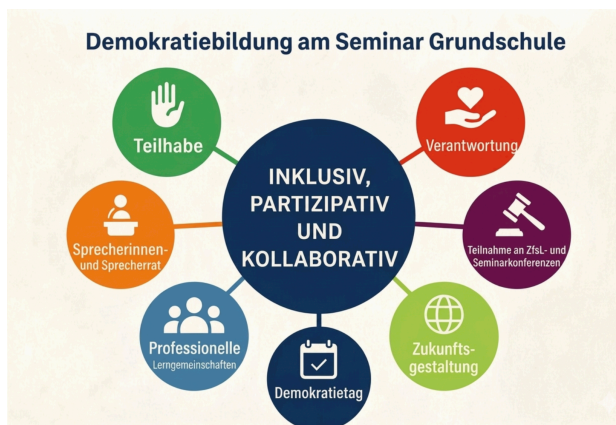 Demokratiebildung am Seminar Grundschule
Teilhabe
Verantwortung
INKLUSIV,
PARTIZIPATIV
UND
KOLLABORATIV
Sprecherinnen-
und Sprecherrat
Teilnahme an ZfsL- und
Seminarkonferenzen
Professionelle
Lerngemeinschaften
Zukunfts-
gestaltung
Demokratietag